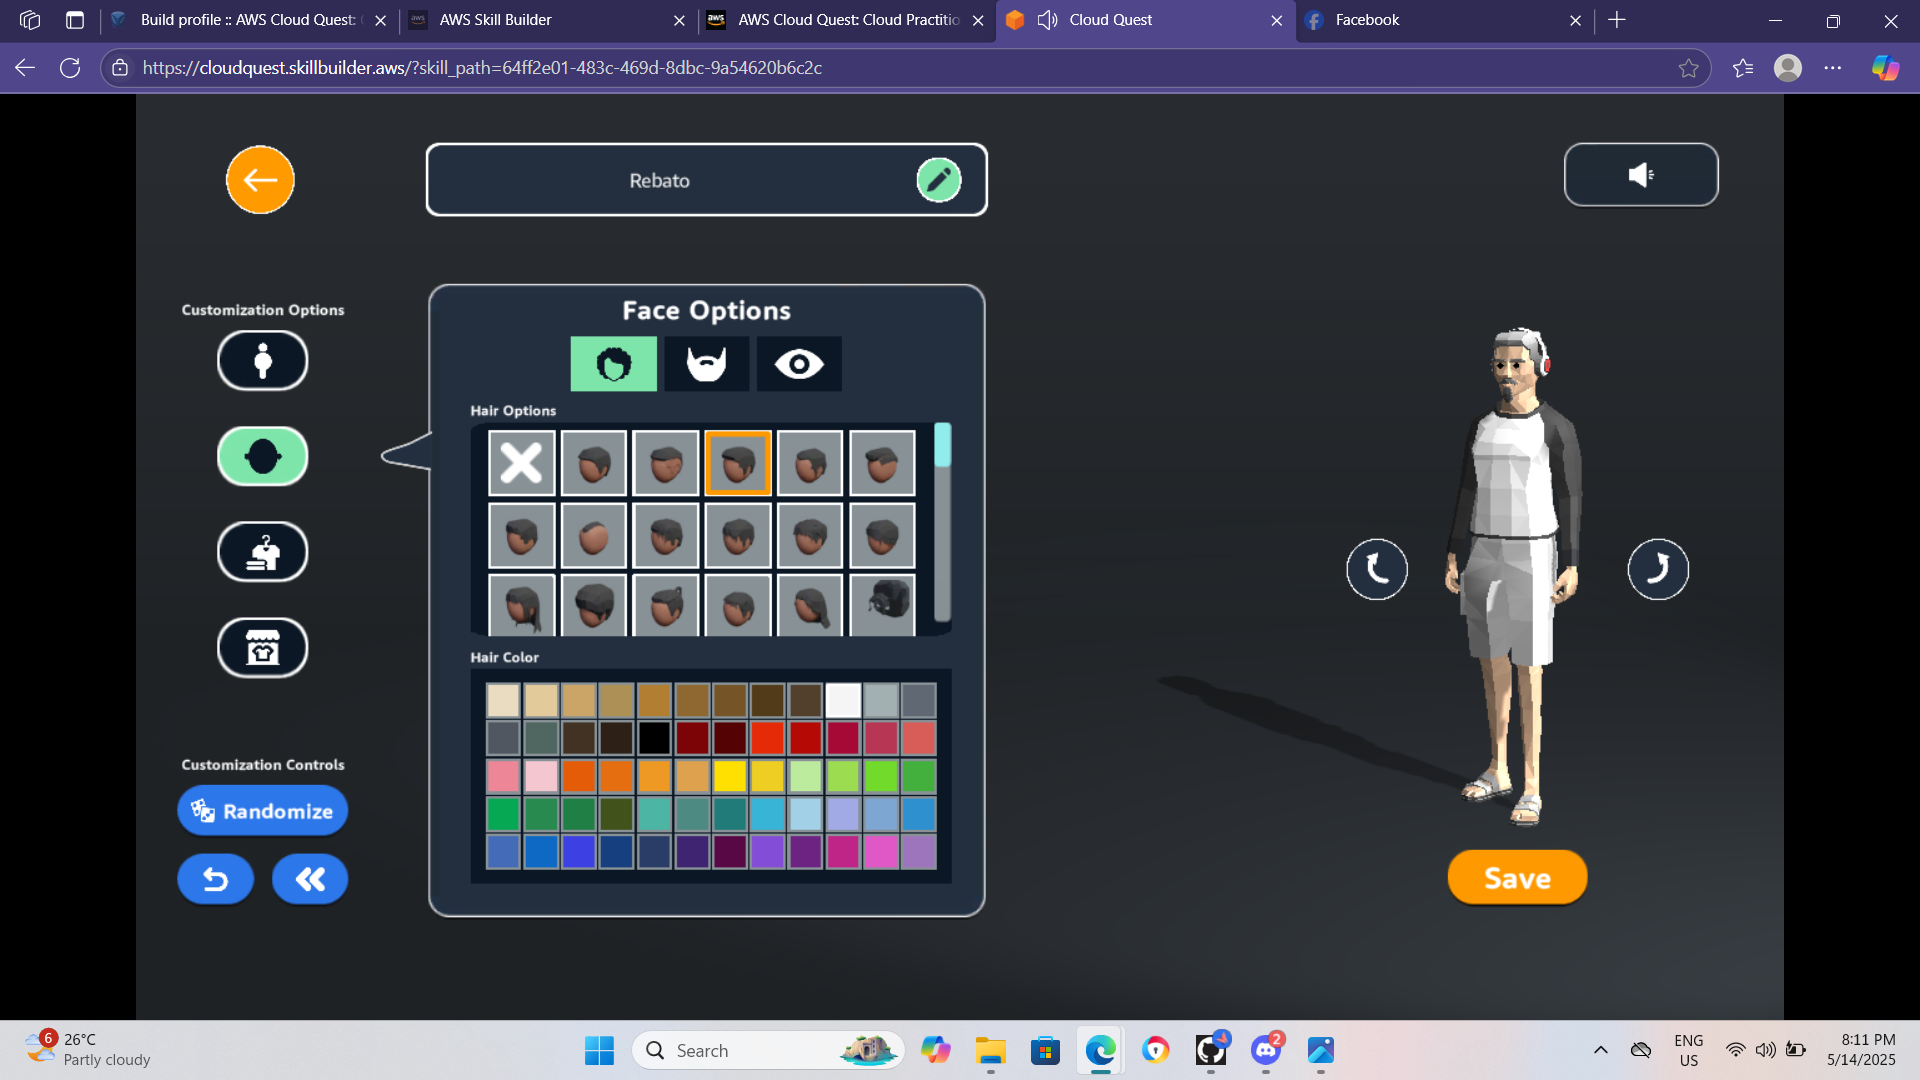 Build profile :: AWS Cloud Quest:
AWS Skill Builder
AWS Cloud Quest: Cloud Practitio
Cloud Quest
Facebook
https://cloudquest.skillbuilder.aws/?skill_path=64ff2e01-483c-469d-8dbc-9a54620b6c2c
Rebato
Customization Options
Face Options
Hair Options
Hair Color
Customization Controls
Randomize
Save
6
26°C
Partly cloudy
Search
2
ENG
US
8:11 PM
5/14/2025